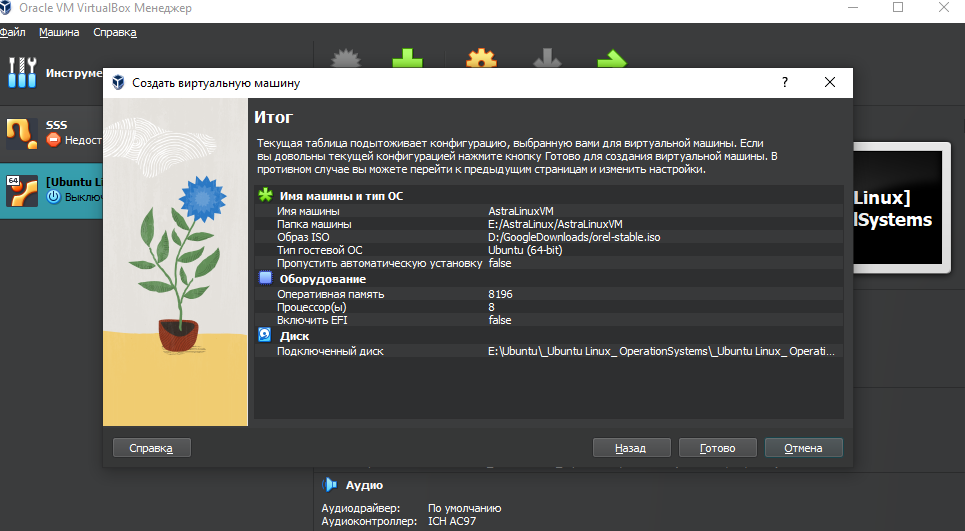 Oracle VM VirtualBox Менеджер
Файл Машина Справка
Инструме
SSS
Недост
64
[Ubuntu Li
Выклю
Создать виртуальную машину
?
Итог
Текущая таблица подытоживает конфигурацию, выбранную вами для виртуальной машины. Если
вы довольны текущей конфигурацией нажмите кнопку Готово для создания виртуальной машины. В
противном случае вы можете перейти к предыдущим страницам и изменить настройки.
Имя машины и тип ОС
Имя машины AstraLinuxVM
Папка машины E:/AstraLinux/AstraLinuxVM
Образ ISO D:/GoogleDownloads/orel-stable.iso
Тип гостевой ОС Ubuntu (64-bit)
Пропустить автоматическую установку false
Оборудование
Оперативная память 8196
Процессор(ы) 8
Включить EFI false
Диск
Подключенный диск E:\Ubuntu\_Ubuntu Linux_ OperationSystems\_Ubuntu Linux_ Operati...
Справка
Назад
Готово
Отмена
Linux]
lSystems
Аудио
Аудиодрайвер: По умолчанию
Аудиоконтроллер: ICH AC97